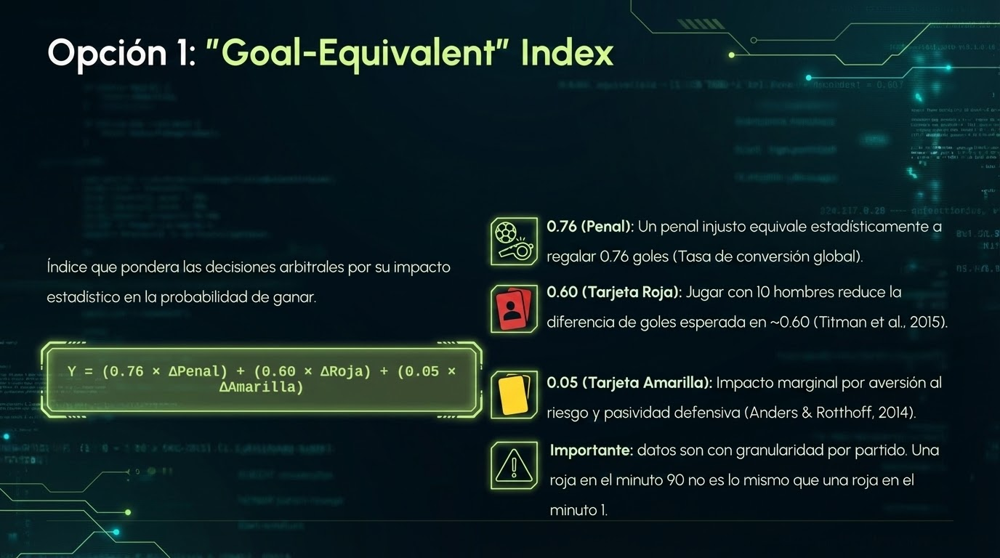 Opción 1: "Goal-Equivalent" Index
Índice que pondera las decisiones arbitrales por su impacto
estadístico en la probabilidad de ganar.
Y = (0.76 × ΔPenal) + (0.60 × ΔRoja) + (0.05 ×
ΔAmarilla)
0.76 (Penal): Un penal injusto equivale estadísticamente a
regalar 0.76 goles (Tasa de conversión global).
0.60 (Tarjeta Roja): Jugar con 10 hombres reduce la
diferencia de goles esperada en ~0.60 (Titman et al., 2015).
0.05 (Tarjeta Amarilla): Impacto marginal por aversión al
riesgo y pasividad defensiva (Anders & Rotthoff, 2014).
Importante: datos son con granularidad por partido. Una
roja en el minuto 90 no es lo mismo que una roja en el
minuto 1.